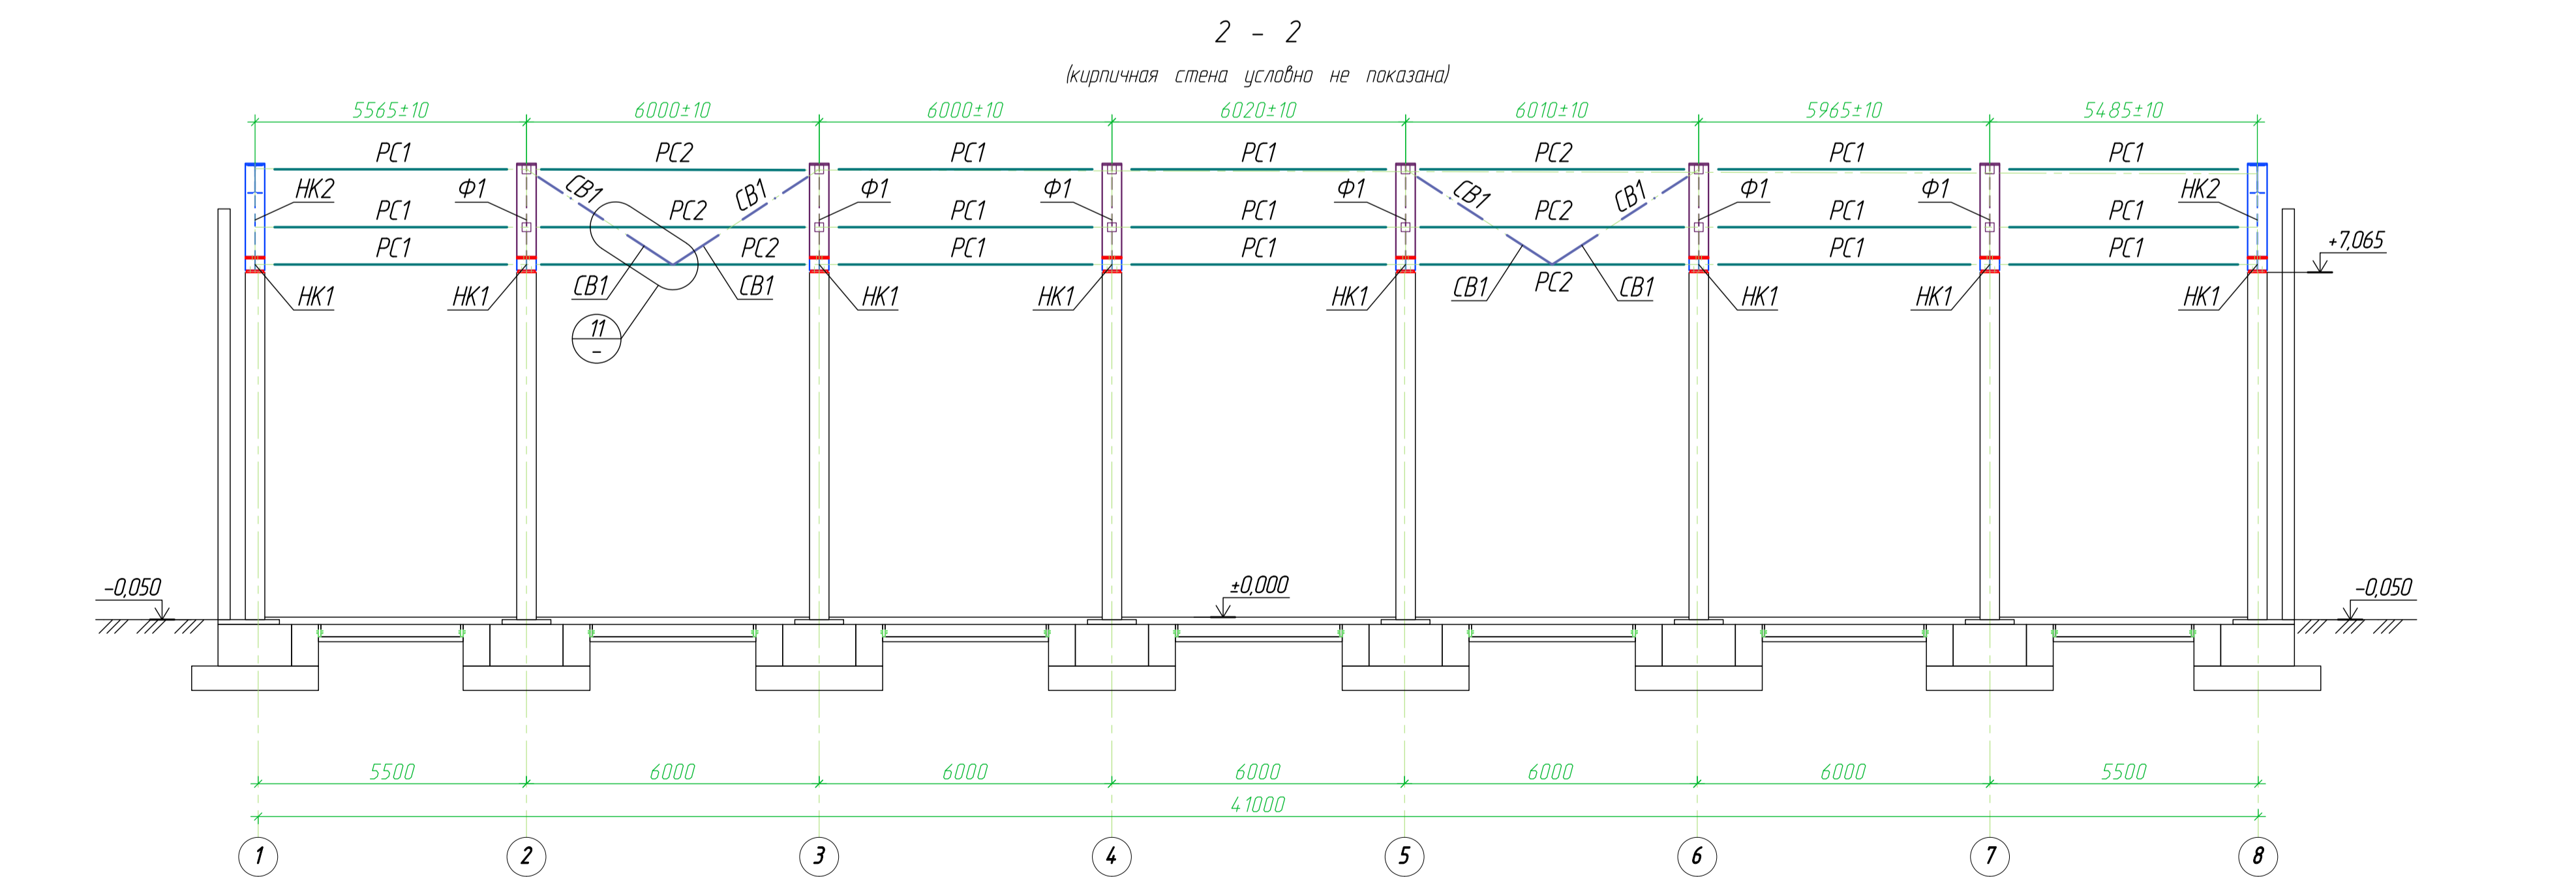 2 - 2
(кирпичная стена условно не показана)
5565±10 6000±10 6000±10 6020±10 6010±10 5965±10 5485±10
РС1 РС2 РС1 РС1 РС2 РС1 РС1
НК2 Ф1 СВ1 СВ1 Ф1 Ф1 Ф1 СВ1 СВ1 Ф1 Ф1 НК2
РС1 РС2 РС1 РС1 РС2 РС1 РС1
РС1 РС2 РС1 РС1 РС1 РС1
+7,065
НК1 НК1 СВ1 СВ1 НК1 НК1 НК1 СВ1 РС2 СВ1 НК1 НК1 НК1
11
-
-0,050 ±0,000 -0,050
5500 6000 6000 6000 6000 6000 5500
41000
1 2 3 4 5 6 7 8